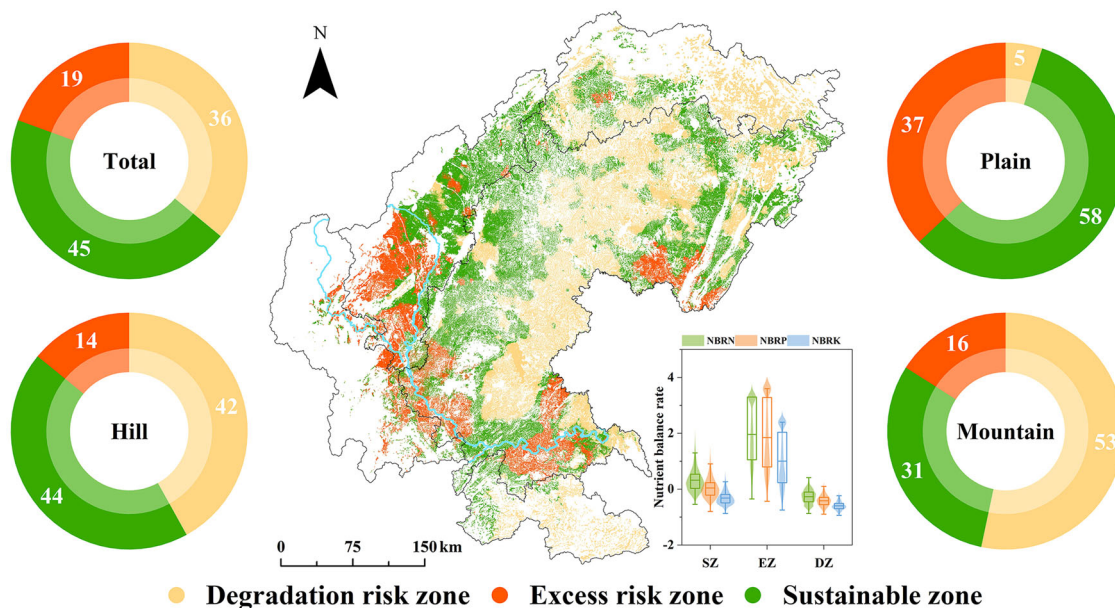 N
19
36
Total
45
5
37
Plain
58
14
42
Hill
44
16
53
Mountain
31
NBRN NBRP NBRK
Nutrient balance rate
4
2
0
-2
SZ EZ DZ
0 75 150 km
Degradation risk zone Excess risk zone Sustainable zone